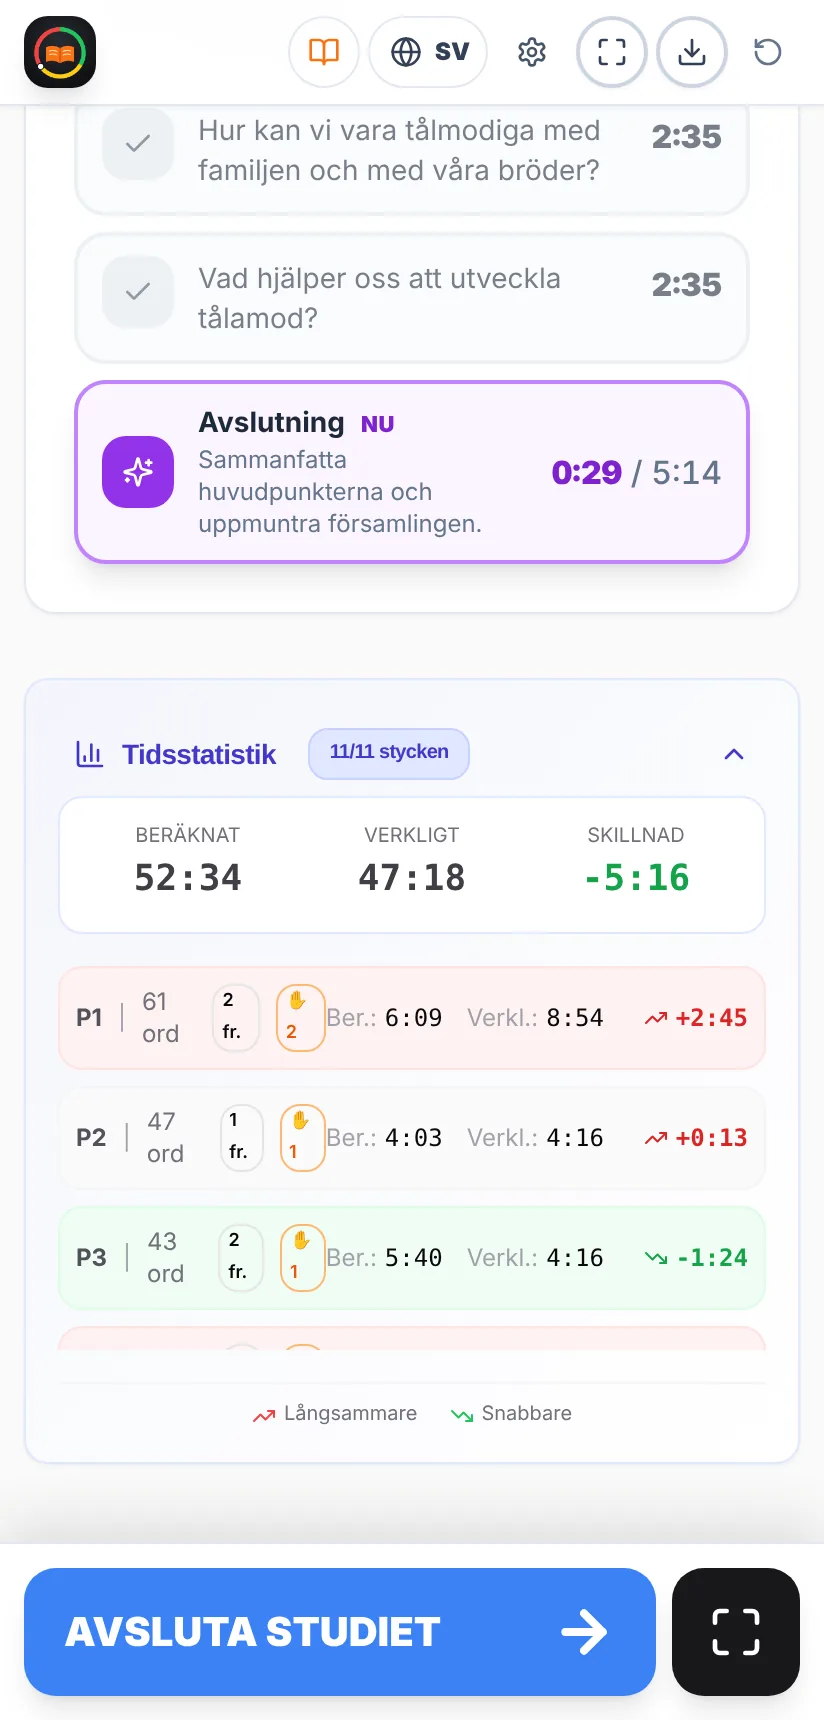 SV
Hur kan vi vara tålmodiga med 2:35
familjen och med våra bröder?
Vad hjälper oss att utveckla 2:35
tålamod?
Avslutning NU
Sammanfatta
huvudpunkterna och 0:29 / 5:14
uppmuntra församlingen.
Tidsstatistik 11/11 stycken
BERÄKNAT VERKLIGT SKILLNAD
52:34 47:18 -5:16
P1 61 ord 2 fr. ✋ 2 Ber.: 6:09 Verkl.: 8:54 +2:45
P2 47 ord 1 fr. ✋ 1 Ber.: 4:03 Verkl.: 4:16 +0:13
P3 43 ord 2 fr. ✋ 1 Ber.: 5:40 Verkl.: 4:16 -1:24
Långsammare Snabbare
AVSLUTA STUDIET